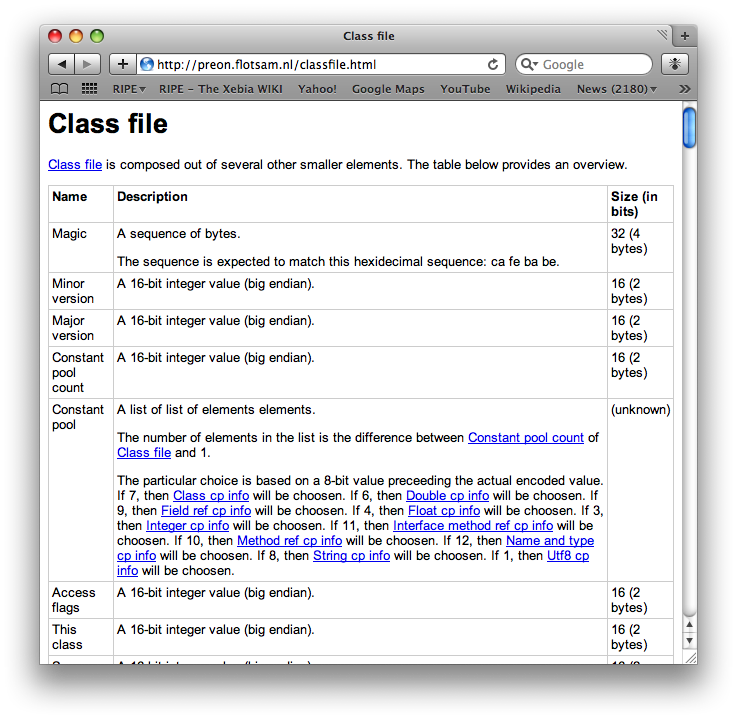 Class file
http://preon.flotsam.nl/classfile.html
Google
RIPE▾ RIPE – The Xebia WIKI Yahoo! Google Maps YouTube Wikipedia News (2180)▾ »
Class file
Class file is composed out of several other smaller elements. The table below provides an overview.
Name Description Size (in
bits)
Magic A sequence of bytes. 32 (4
bytes)
The sequence is expected to match this hexidecimal sequence: ca fe ba be.
Minor A 16-bit integer value (big endian). 16 (2
version bytes)
Major A 16-bit integer value (big endian). 16 (2
version bytes)
Constant A 16-bit integer value (big endian). 16 (2
pool bytes)
count
Constant A list of list of elements elements. (unknown)
pool
The number of elements in the list is the difference between Constant pool count of
Class file and 1.
The particular choice is based on a 8-bit value preceeding the actual encoded value.
If 7, then Class cp info will be choosen. If 6, then Double cp info will be choosen. If
9, then Field ref cp info will be choosen. If 4, then Float cp info will be choosen. If 3,
then Integer cp info will be choosen. If 11, then Interface method ref cp info will be
choosen. If 10, then Method ref cp info will be choosen. If 12, then Name and type
cp info will be choosen. If 8, then String cp info will be choosen. If 1, then Utf8 cp
info will be choosen.
Access A 16-bit integer value (big endian). 16 (2
flags bytes)
This A 16-bit integer value (big endian). 16 (2
class bytes)